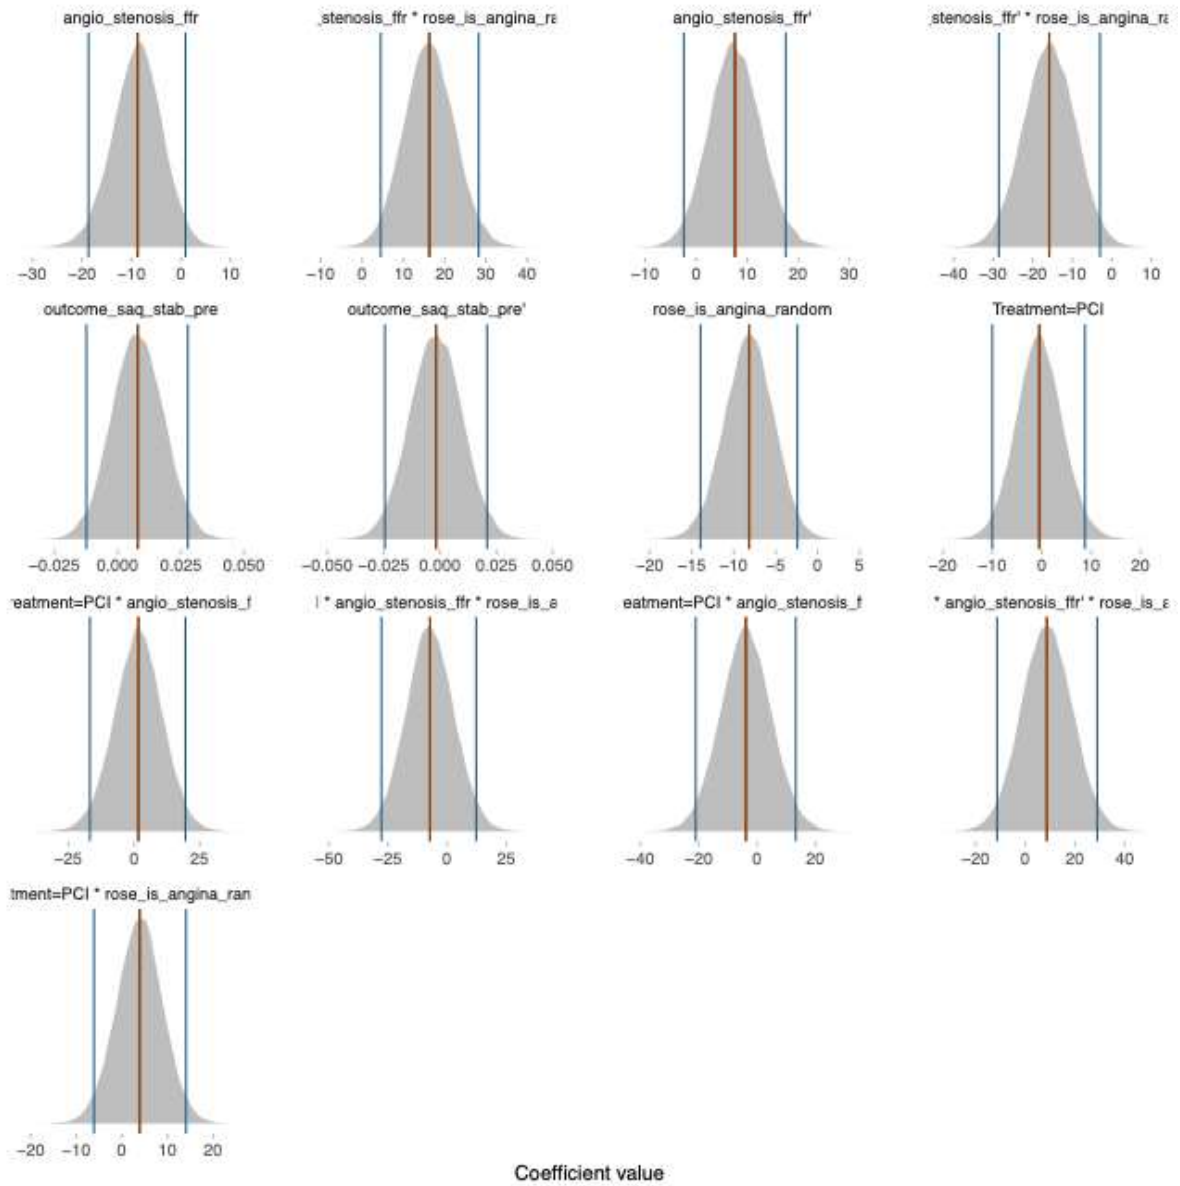 angio_stenosis_ffr
_stenosis_ffr * rose_is_angina_ra
angio_stenosis_ffr'
_stenosis_ffr' * rose_is_angina_ra
−30 −20 −10 0 10
−10 0 10 20 30 40
−10 0 10 20 30
−40 −30 −20 −10 0 10
outcome_saq_stab_pre
outcome_saq_stab_pre'
rose_is_angina_random
Treatment=PCI
−0.025 0.000 0.025 0.050
−0.050 −0.025 0.000 0.025 0.050
−20 −15 −10 −5 0 5
−20 −10 0 10 20
reatment=PCI * angio_stenosis_f
I * angio_stenosis_ffr * rose_is_a
eatment=PCI * angio_stenosis_f
* angio_stenosis_ffr' * rose_is_a
−25 0 25
−50 −25 0 25
−40 −20 0 20
−20 0 20 40
tment=PCI * rose_is_angina_ran
−20 −10 0 10 20
Coefficient value